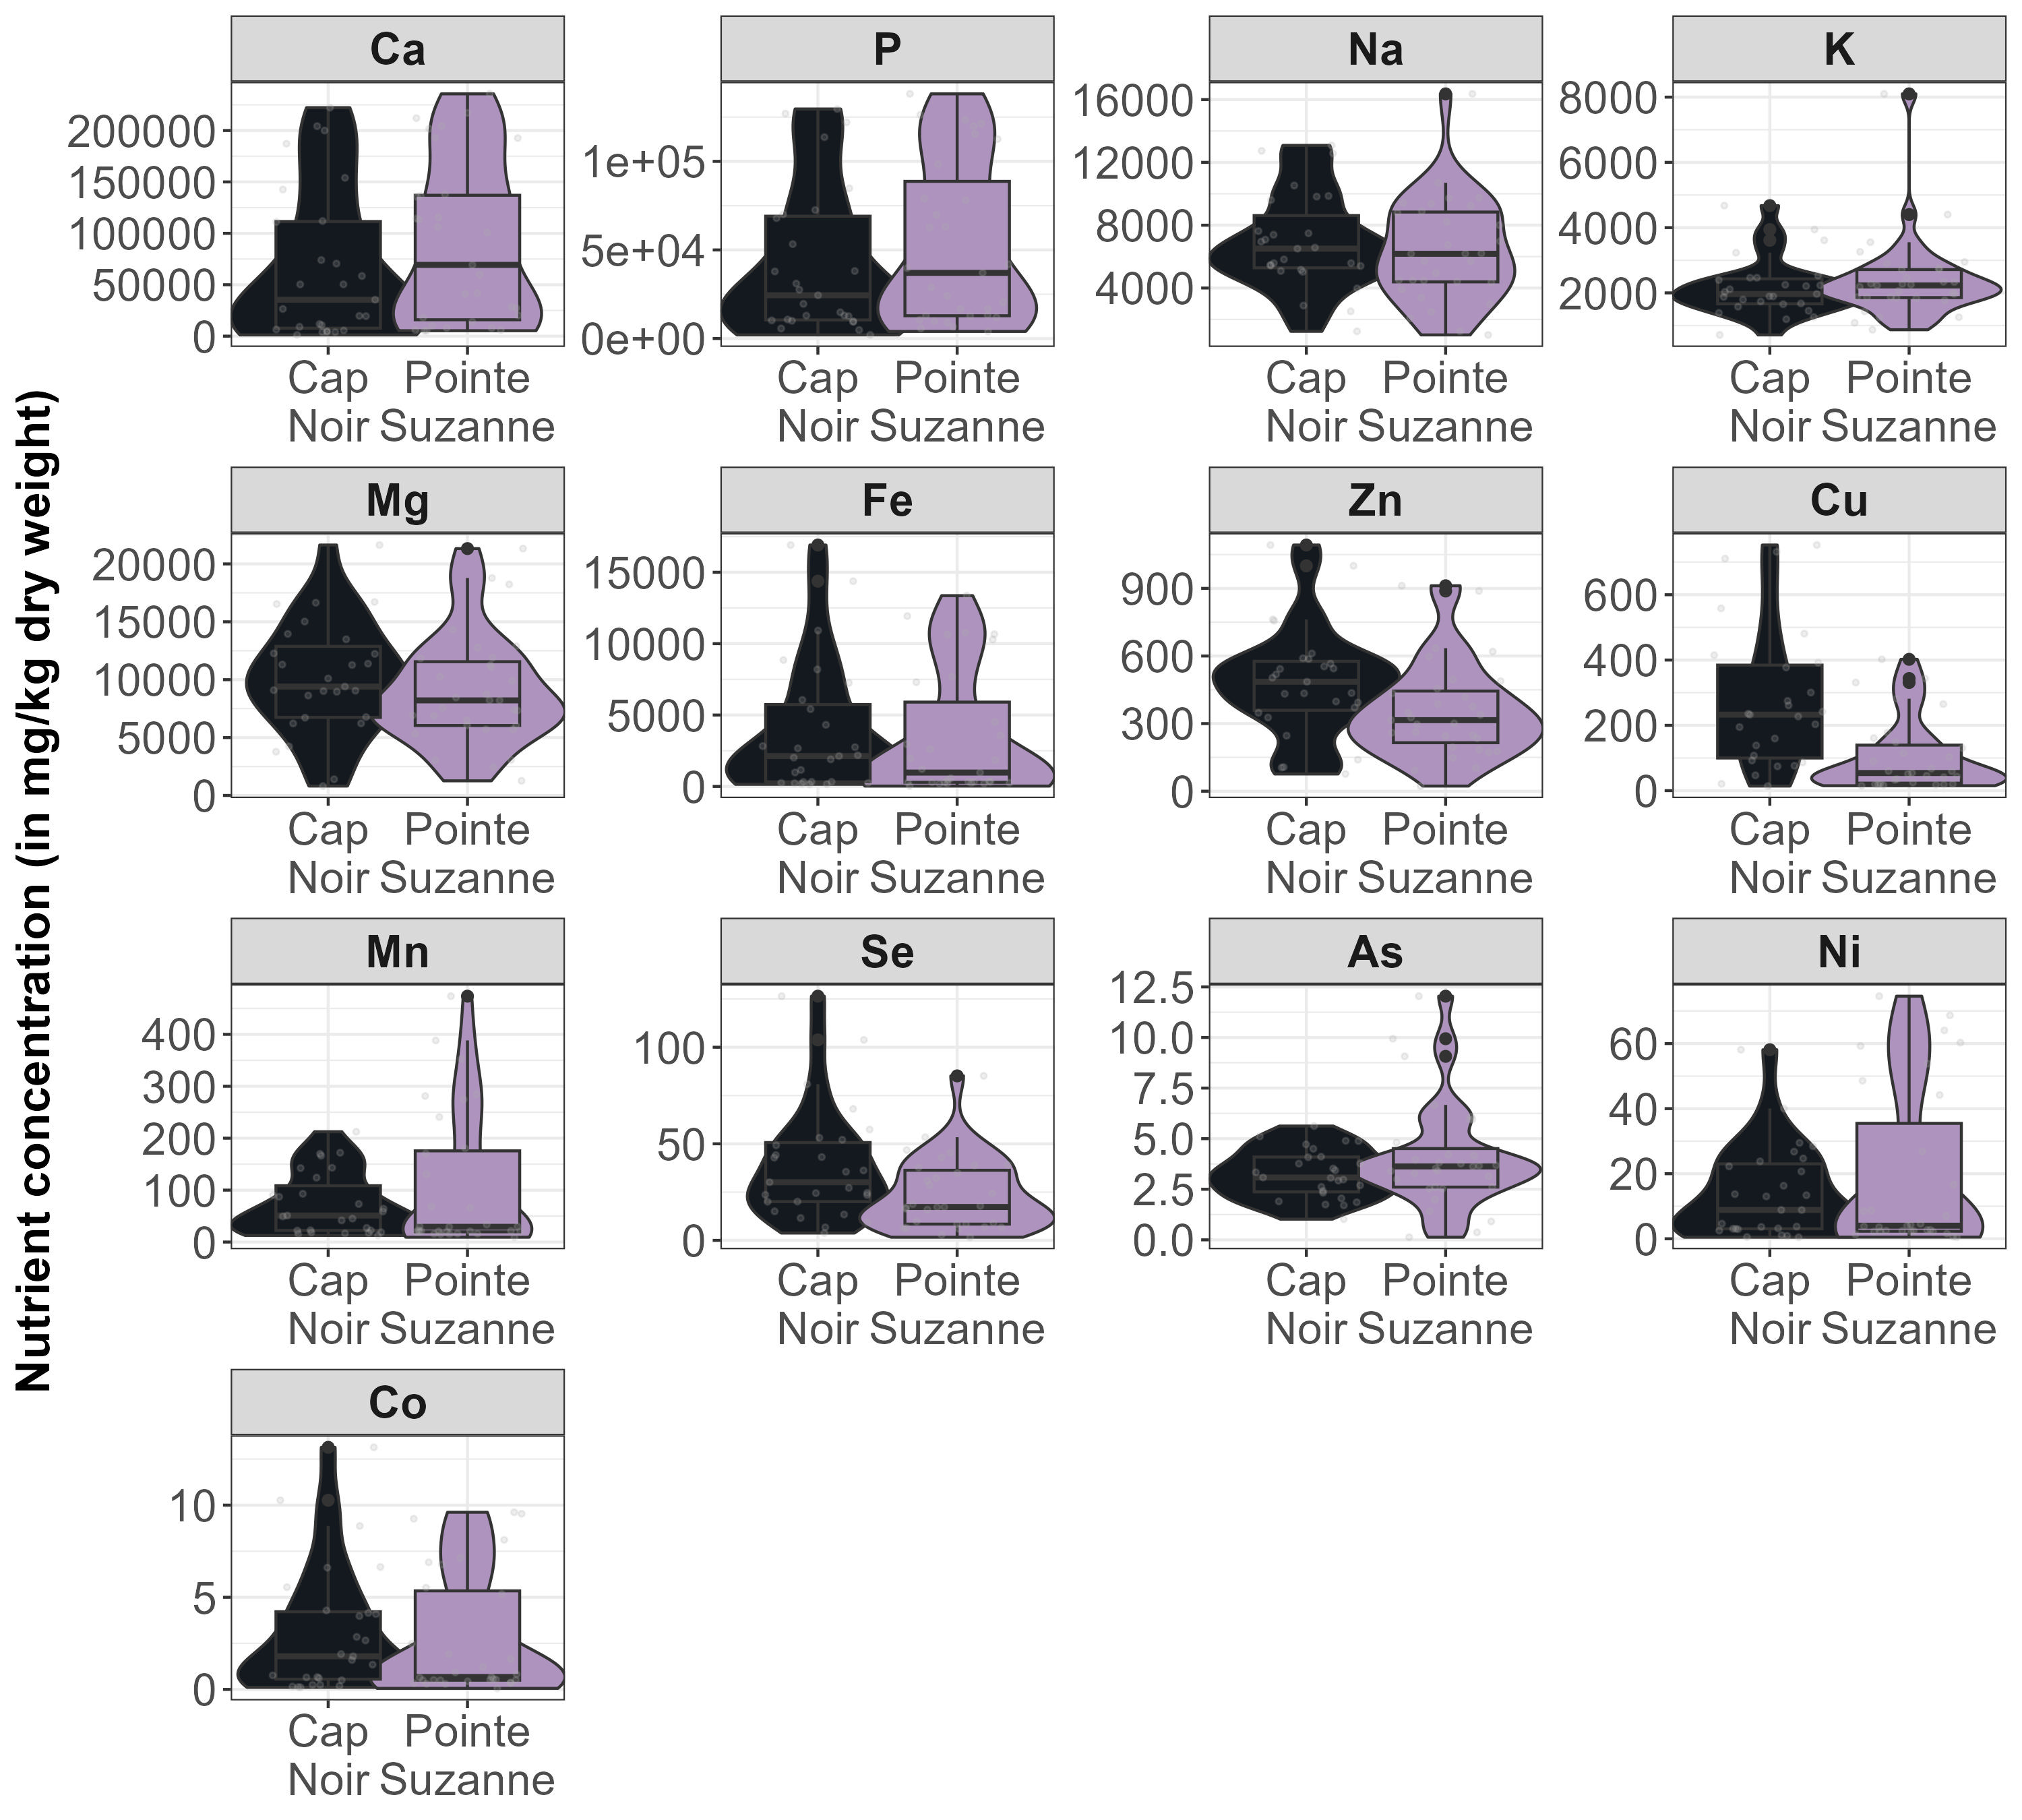 Nutrient concentration (in mg/kg dry weight)
Ca
200000
150000
100000
50000
0
Cap Pointe
Noir Suzanne
P
1e+05
5e+04
0e+00
Cap Pointe
Noir Suzanne
Na
16000
12000
8000
4000
Cap Pointe
Noir Suzanne
K
8000
6000
4000
2000
Cap Pointe
Noir Suzanne
Mg
20000
15000
10000
5000
0
Cap Pointe
Noir Suzanne
Fe
15000
10000
5000
0
Cap Pointe
Noir Suzanne
Zn
900
600
300
0
Cap Pointe
Noir Suzanne
Cu
600
400
200
0
Cap Pointe
Noir Suzanne
Mn
400
300
200
100
0
Cap Pointe
Noir Suzanne
Se
100
50
0
Cap Pointe
Noir Suzanne
As
12.5
10.0
7.5
5.0
2.5
0.0
Cap Pointe
Noir Suzanne
Ni
60
40
20
0
Cap Pointe
Noir Suzanne
Co
10
5
0
Cap Pointe
Noir Suzanne